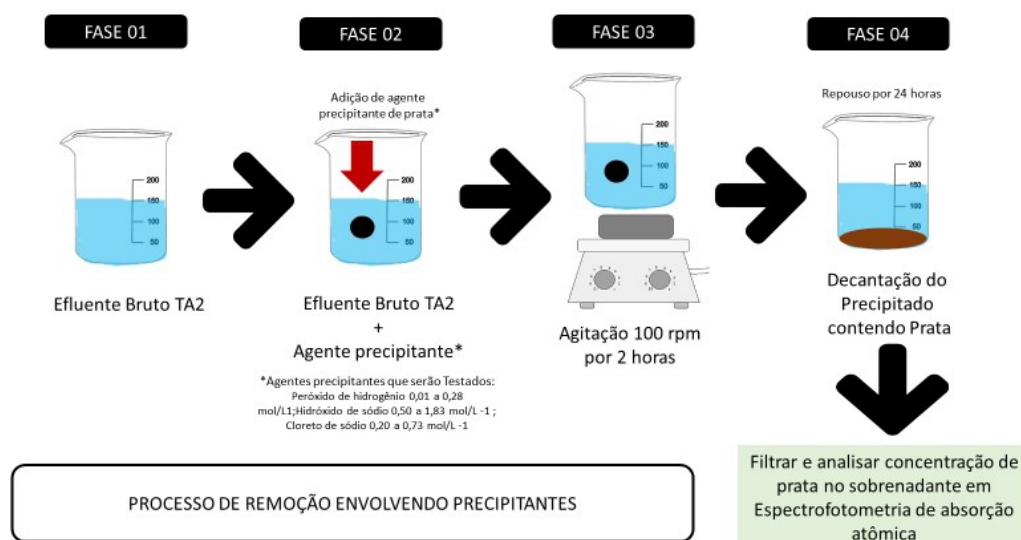 FASE 01
FASE 02
FASE 03
FASE 04
Adição de agente
precipitante de prata*
Repouso por 24 horas
200
150
100
50
200
150
100
50
200
150
100
50
200
150
100
50
Efluente Bruto TA2
Efluente Bruto TA2
+
Agente precipitante*
*Agentes precipitantes que serão Testados:
Peróxido de hidrogênio 0,01 a 0,28
mol/L1;Hidróxido de sódio 0,50 a 1,83 mol/L -1 ;
Cloreto de sódio 0,20 a 0,73 mol/L -1
Agitação 100 rpm
por 2 horas
Decantação do
Precipitado
contendo Prata
PROCESSO DE REMOÇÃO ENVOLVENDO PRECIPITANTES
Filtrar e analisar concentração de
prata no sobrenadante em
Espectrofotometria de absorção
atômica